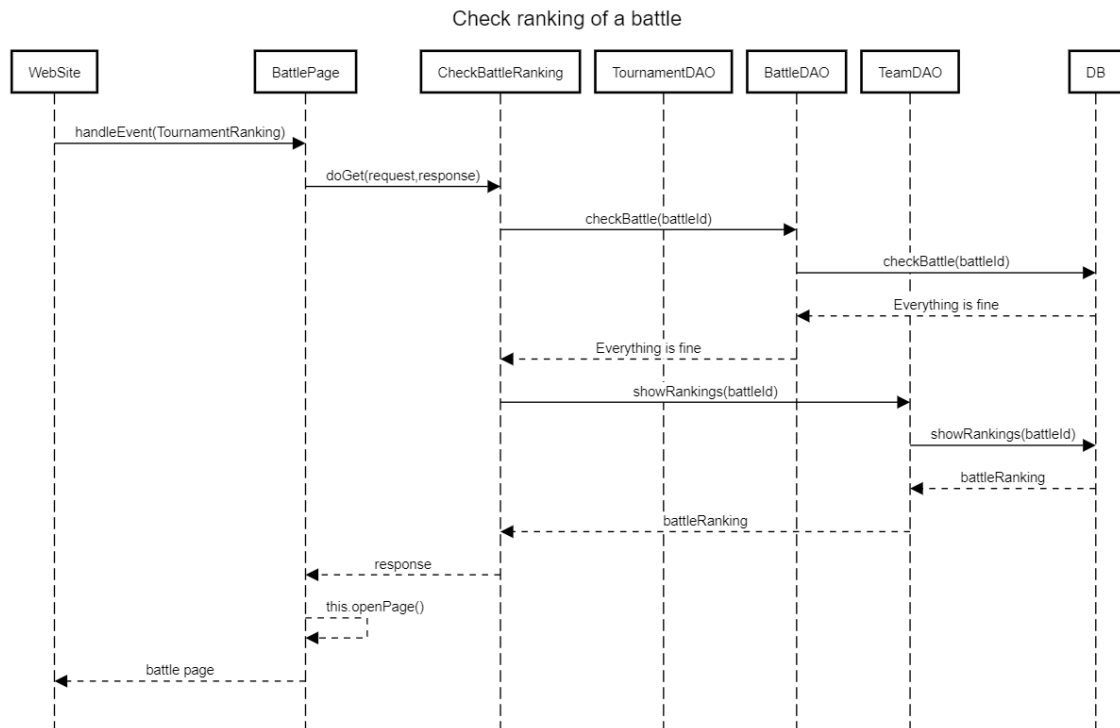 Check ranking of a battle
WebSite
BattlePage
CheckBattleRanking
TournamentDAO
BattleDAO
TeamDAO
DB
handleEvent(TournamentRanking)
doGet(request,response)
checkBattle(battleId)
checkBattle(battleId)
Everything is fine
Everything is fine
showRankings(battleId)
showRankings(battleId)
battleRanking
battleRanking
response
this.openPage()
battle page